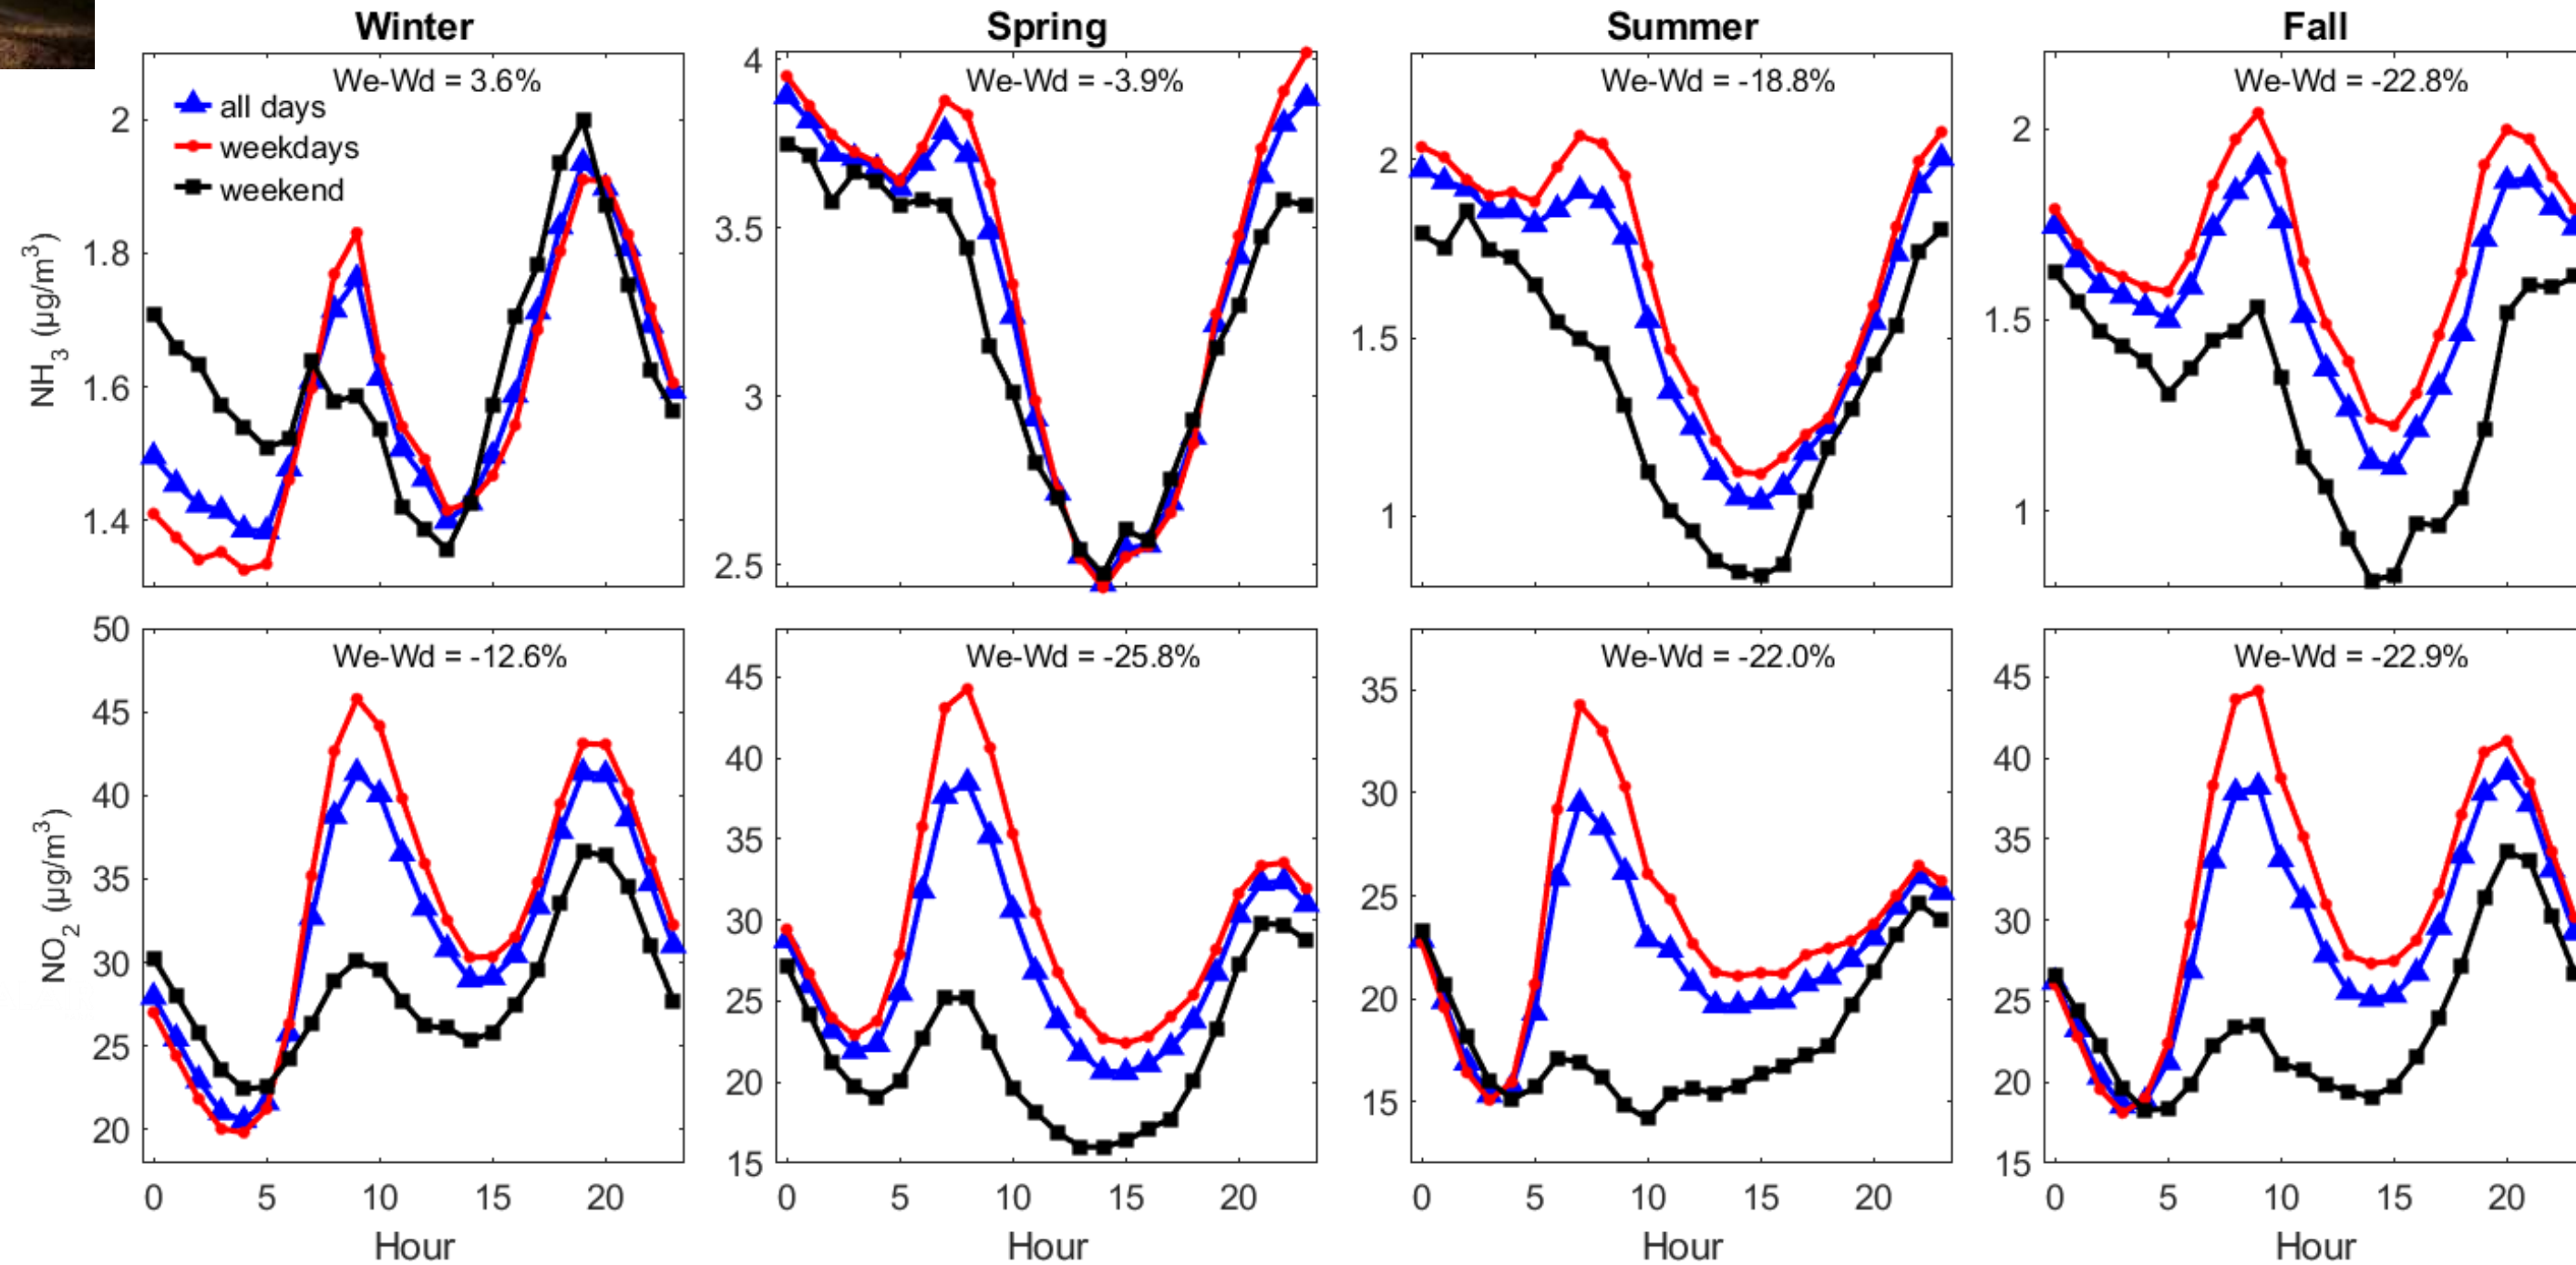 Winter
Spring
Summer
Fall
We-Wd = 3.6%
all days
weekdays
weekend
2
1.8
1.6
1.4
NH3 (µg/m3)
We-Wd = -3.9%
4
3.5
3
2.5
We-Wd = -18.8%
2
1.5
1
We-Wd = -22.8%
2
1.5
1
We-Wd = -12.6%
50
45
40
35
30
25
20
NO2 (µg/m3)
0 5 10 15 20
Hour
We-Wd = -25.8%
45
40
35
30
25
20
15
0 5 10 15 20
Hour
We-Wd = -22.0%
35
30
25
20
15
0 5 10 15 20
Hour
We-Wd = -22.9%
45
40
35
30
25
20
15
0 5 10 15 20
Hour